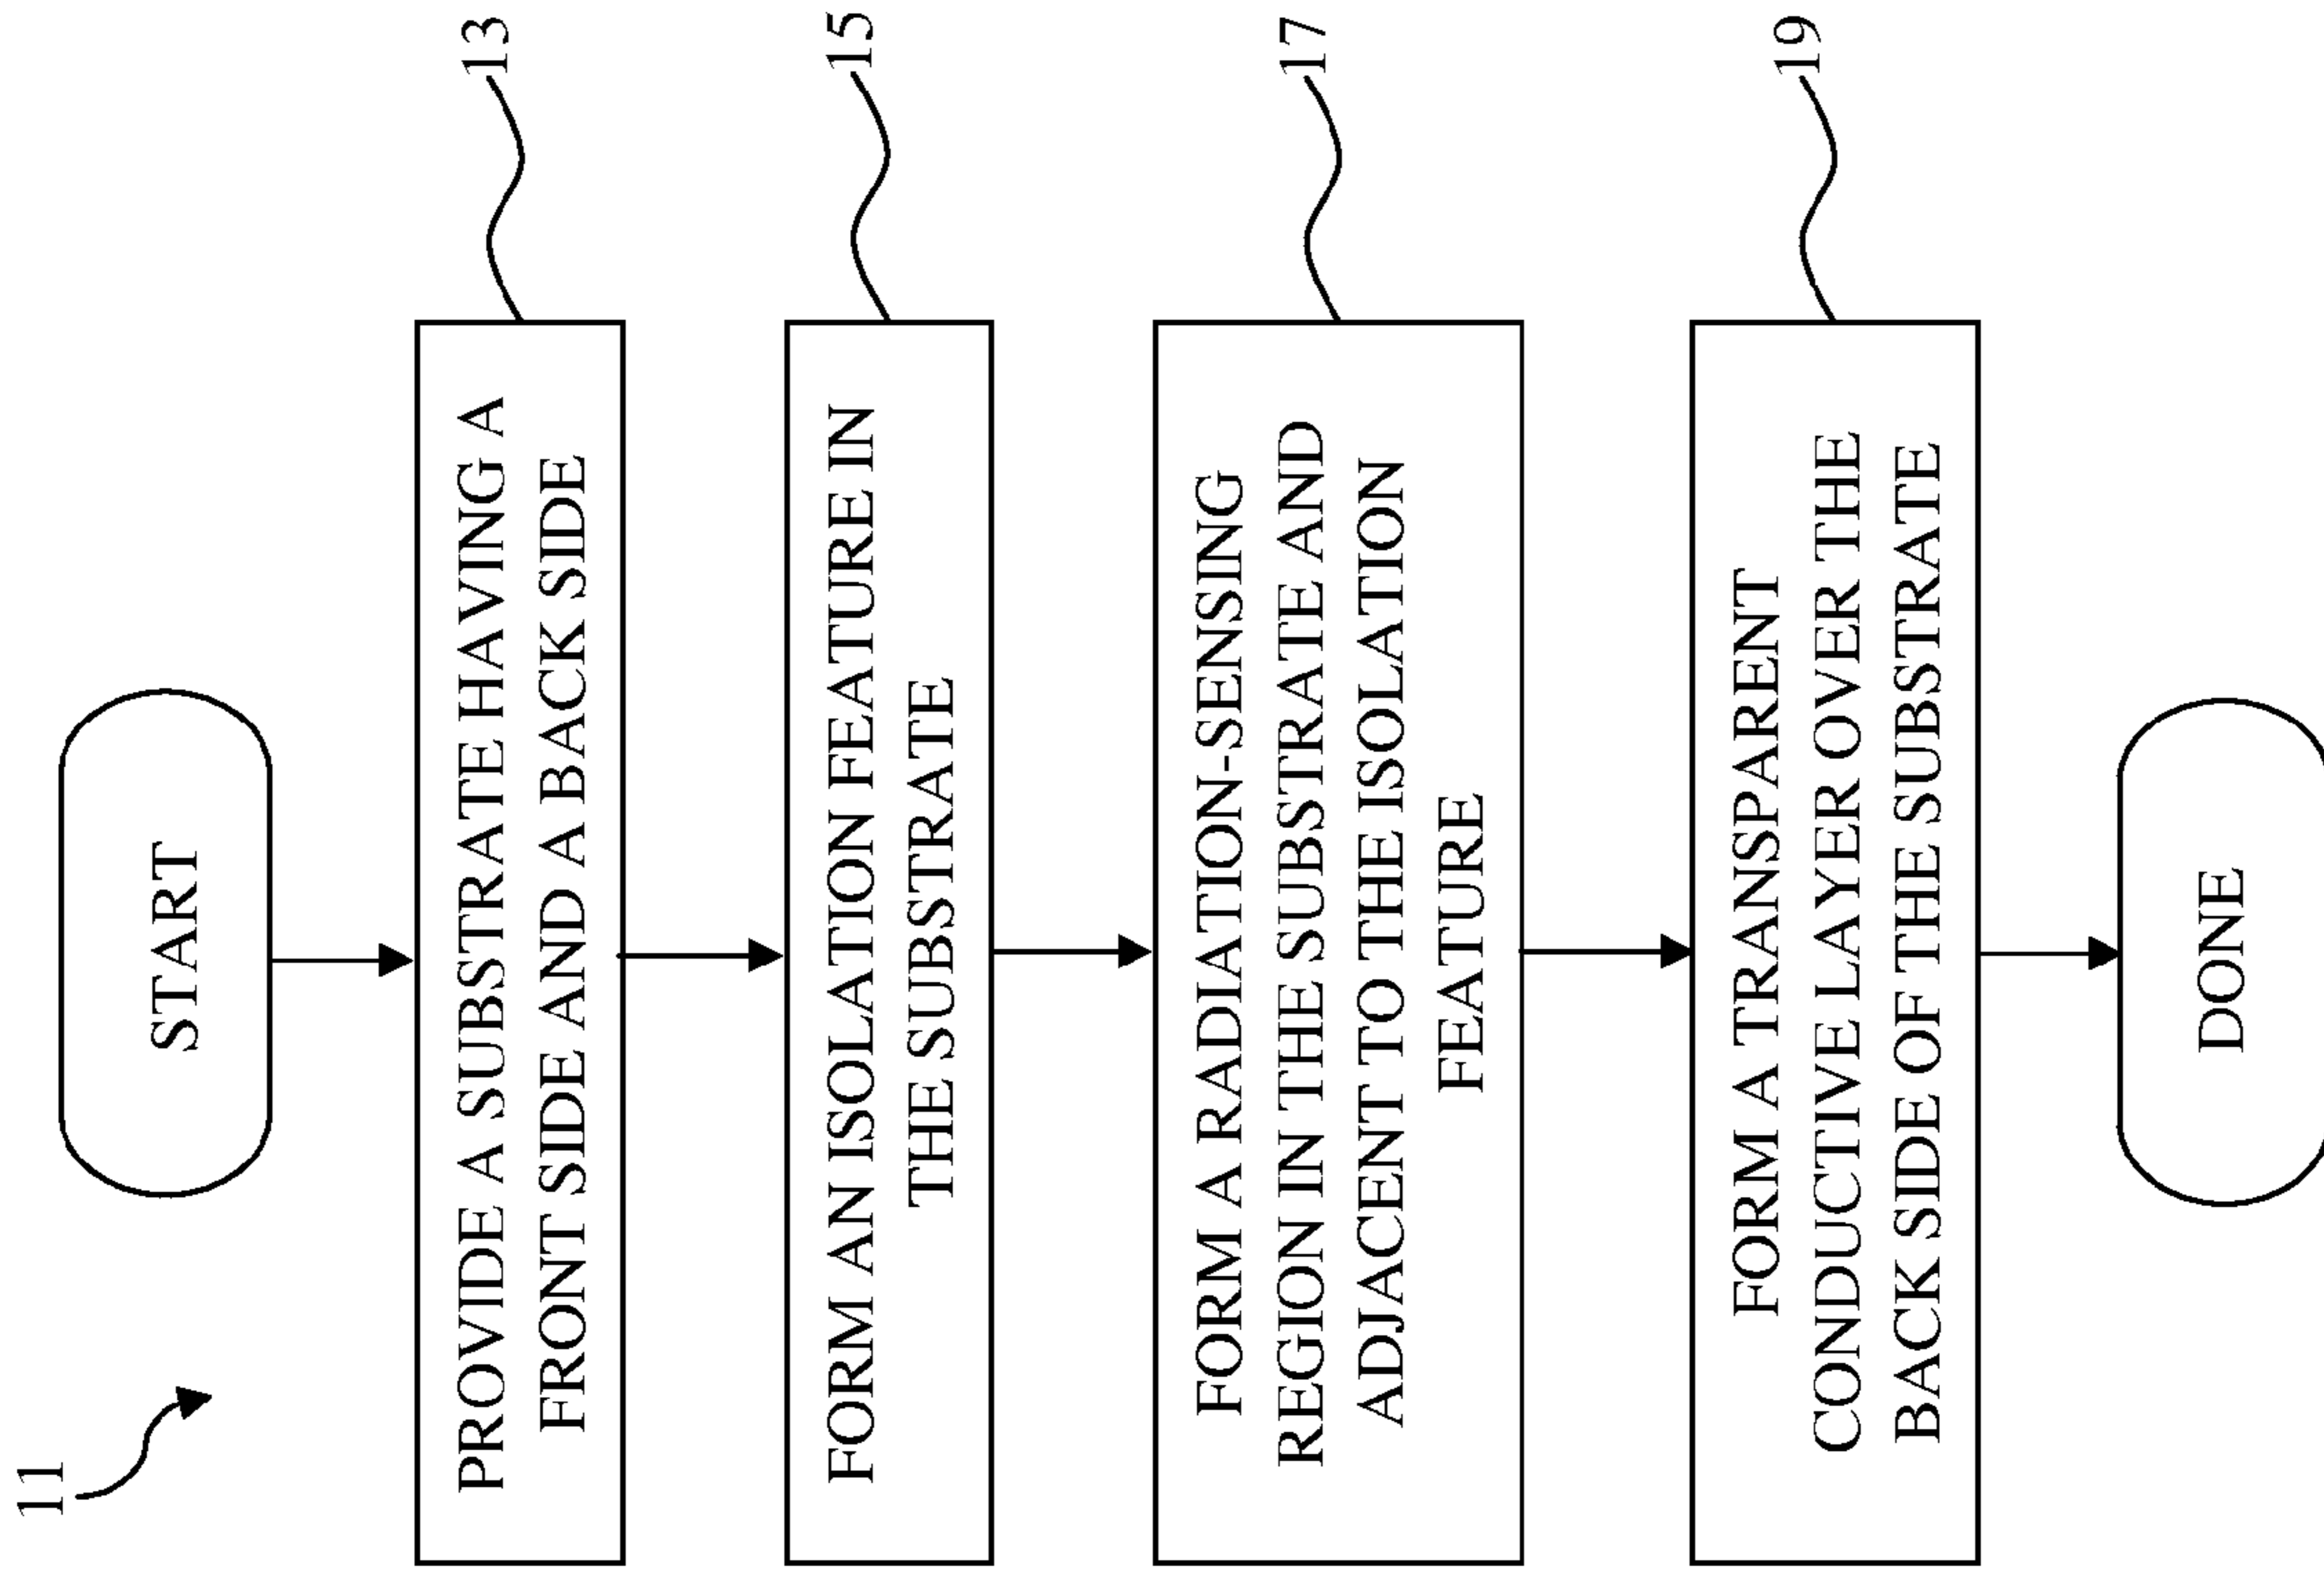 11
START
PROVIDE A SUBSTRATE HAVING A
FRONT SIDE AND A BACK SIDE
13
FORM AN ISOLATION FEATURE IN
THE SUBSTRATE
15
FORM A RADIATION-SENSING
REGION IN THE SUBSTRATE AND
ADJACENT TO THE ISOLATION
FEATURE
17
FORM A TRANSPARENT
CONDUCTIVE LAYER OVER THE
BACK SIDE OF THE SUBSTRATE
19
DONE